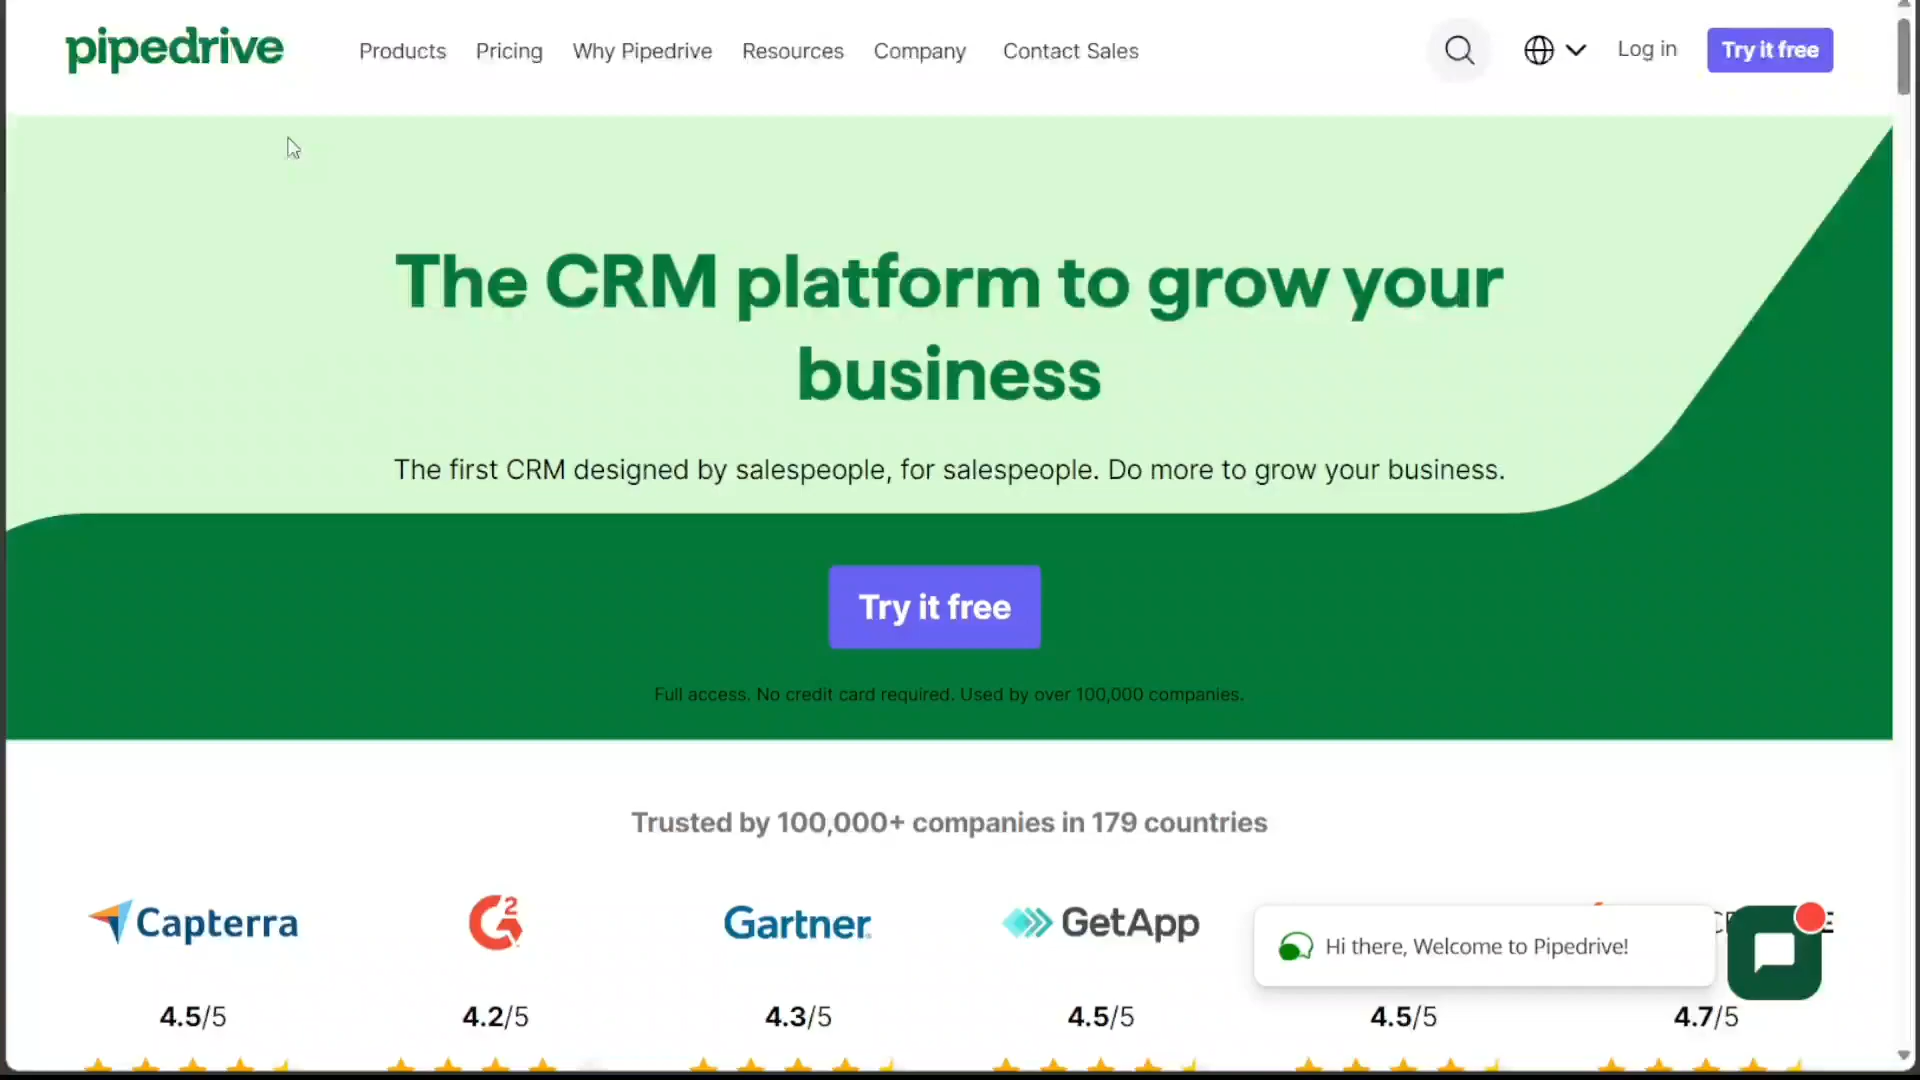 pipedrive
Products Pricing Why Pipedrive Resources Company Contact Sales
Log in
Try it free
The CRM platform to grow your
business
The first CRM designed by salespeople, for salespeople. Do more to grow your business.
Try it free
Full access. No credit card required. Used by over 100,000 companies.
Trusted by 100,000+ companies in 179 countries
Capterra
G2
Gartner
GetApp
Hi there, Welcome to Pipedrive!
4.5/5 4.2/5 4.3/5 4.5/5 4.5/5 4.7/5